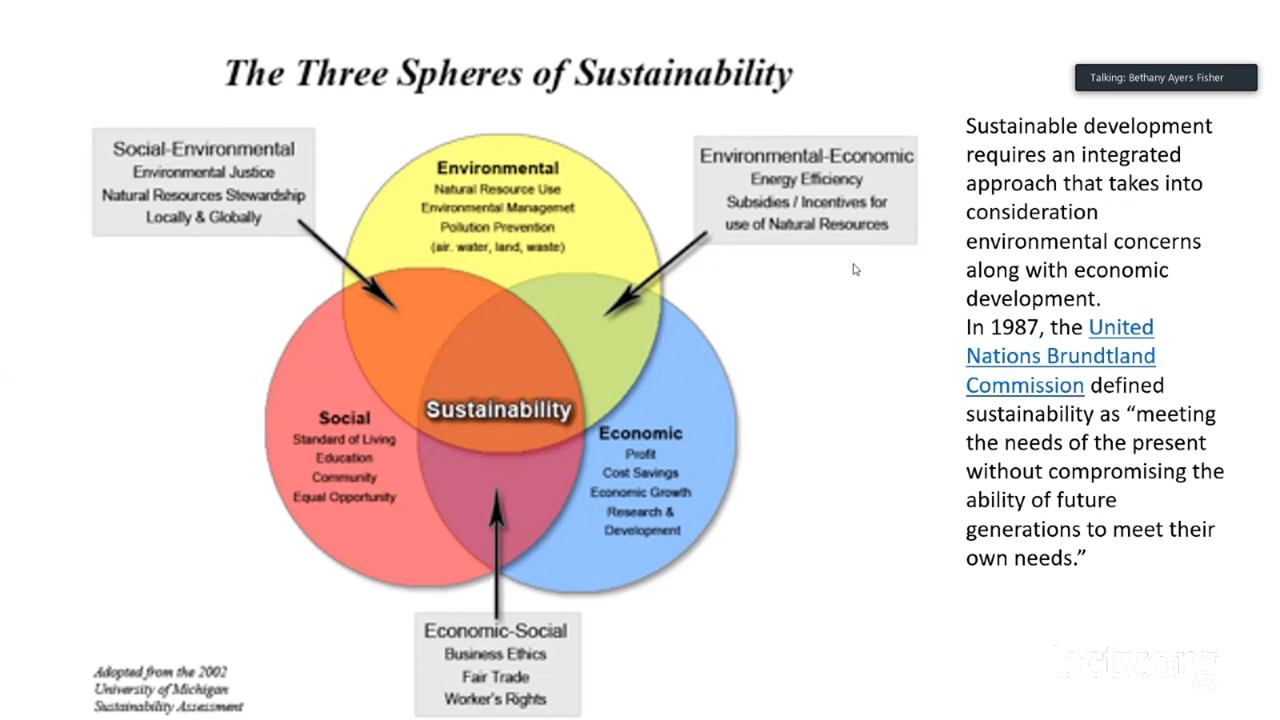 The Three Spheres of Sustainability
Talking: Bethany Ayers Fisher
Social-Environmental
Environmental Justice
Natural Resources Stewardship
Locally & Globally
Environmental
Natural Resource Use
Environmental Managemet
Pollution Prevention
(air. water, land, waste)
Environmental-Economic
Energy Efficiency
Subsidies / Incentives for
use of Natural Resources
Sustainability
Social
Standard of Living
Education
Community
Equal Opportunity
Economic
Profit
Cost Savings
Economic Growth
Research &
Development
Economic-Social
Business Ethics
Fair Trade
Worker's Rights
Adopted from the 2002
University of Michigan
Sustainability Assessment
Sustainable development
requires an integrated
approach that takes into
consideration
environmental concerns
along with economic
development.
In 1987, the United
Nations Brundtland
Commission defined
sustainability as “meeting
the needs of the present
without compromising the
ability of future
generations to meet their
own needs.”
bctv.org